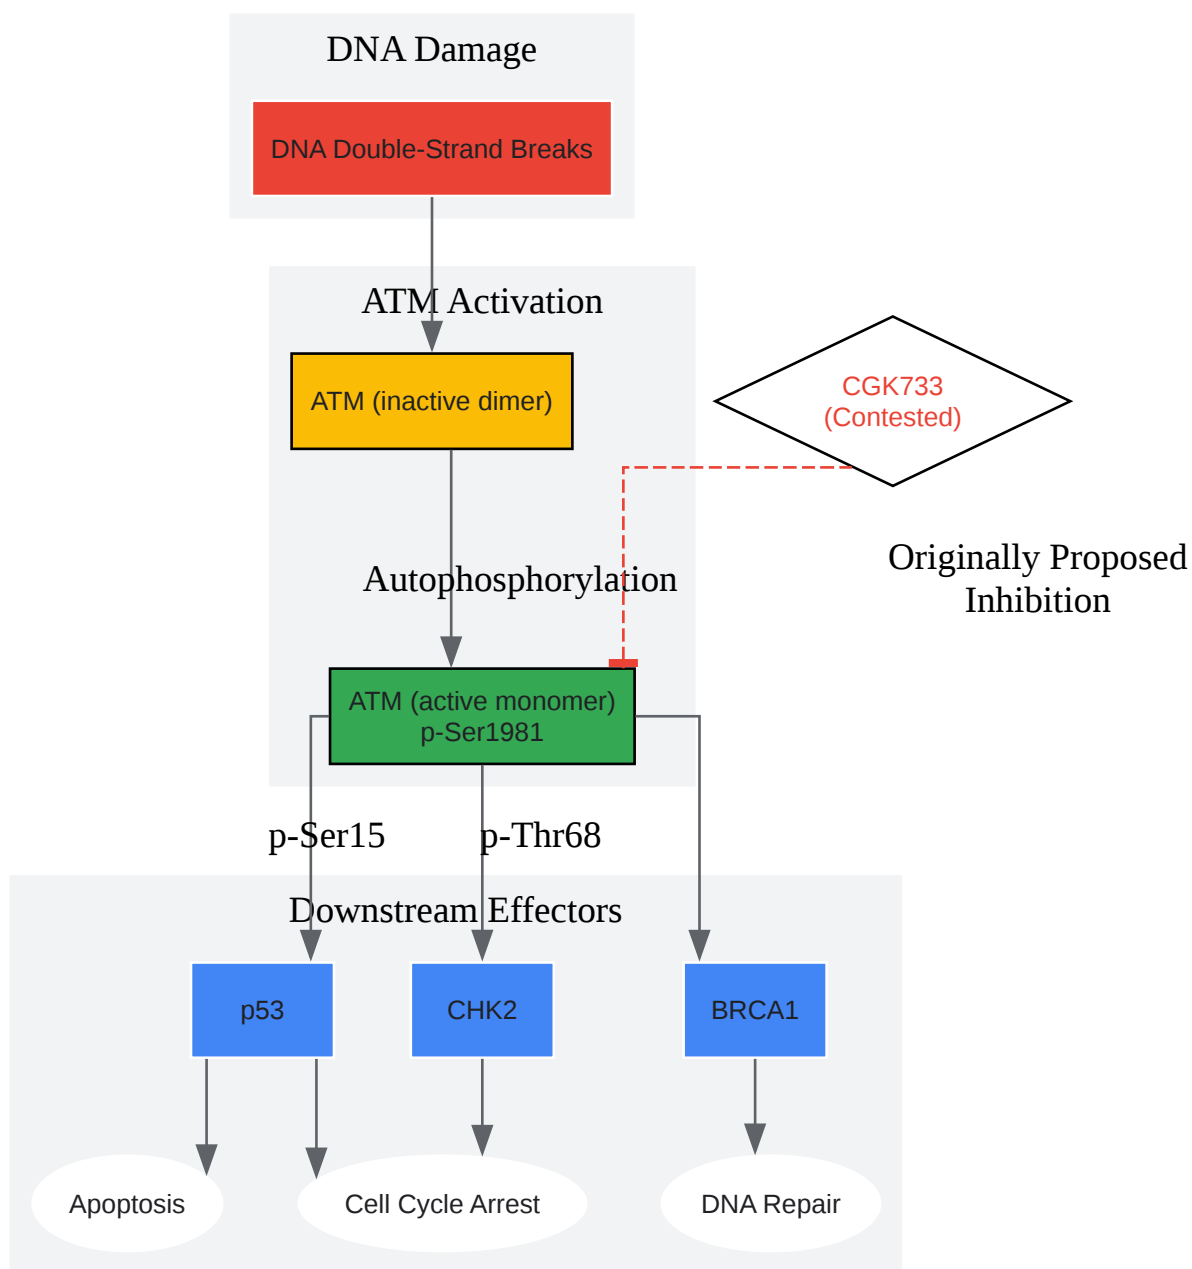 DNA Damage
DNA Double-Strand Breaks
ATM Activation
ATM (inactive dimer)
CGK733
(Contested)
Autophosphorylation
Originally Proposed
Inhibition
ATM (active monomer)
p-Ser1981
p-Ser15
p-Thr68
Downstream Effectors
p53
CHK2
BRCA1
Apoptosis
Cell Cycle Arrest
DNA Repair